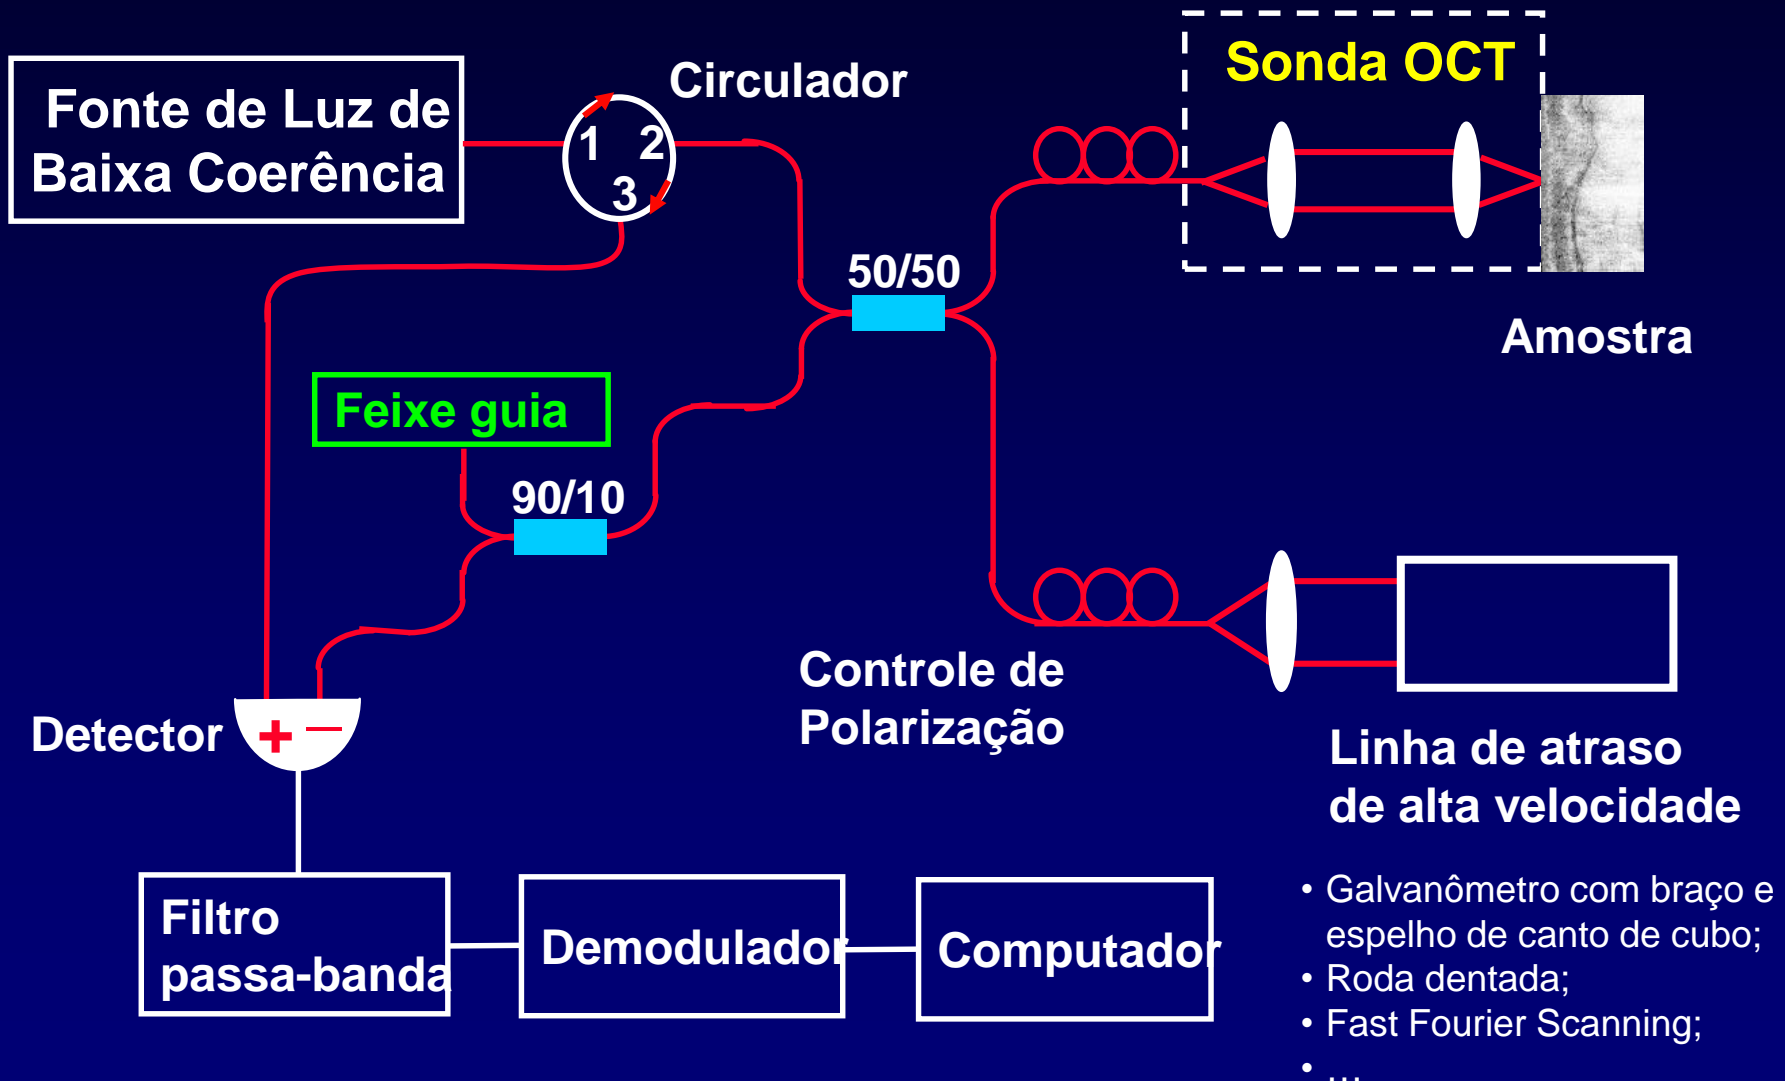 Sonda OCT
Fonte de Luz de
Baixa Coerência
Circulador
1 2
3
50/50
Amostra
Feixe guia
90/10
Controle de
Polarização
Detector
+ −
Linha de atraso
de alta velocidade
Filtro
passa-banda
Demodulador
Computador
• Galvanômetro com braço e
espelho de canto de cubo;
• Roda dentada;
• Fast Fourier Scanning;
• …